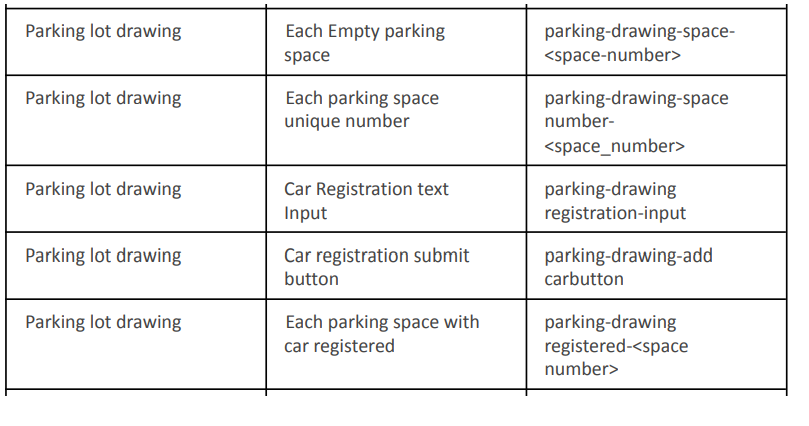 Parking lot drawing
Each Empty parking
space
parking-drawing-space-
<space-number>
Parking lot drawing
Each parking space
unique number
parking-drawing-space
number-
<space_number>
Parking lot drawing
Car Registration text
Input
parking-drawing
registration-input
Parking lot drawing
Car registration submit
button
parking-drawing-add
carbutton
Parking lot drawing
Each parking space with
car registered
parking-drawing
registered-<space
number>